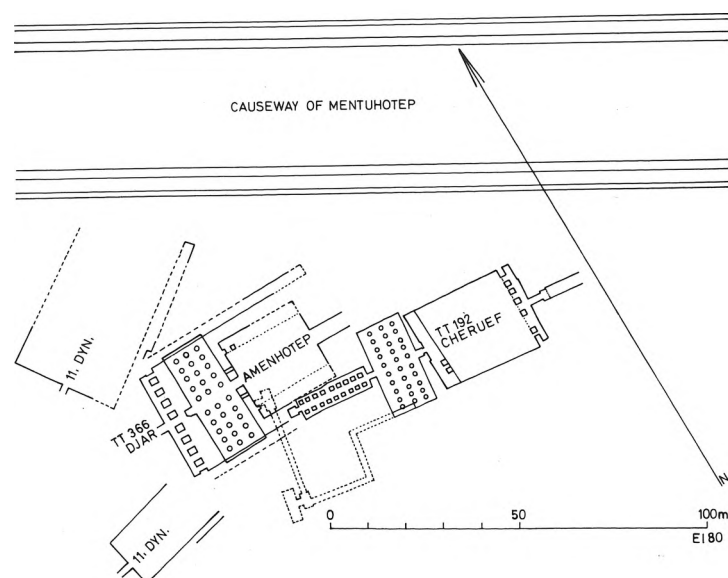 CAUSEWAY OF MENTUHOTEP
11. DYN.
AMENHOTEP
TT 192
CHERUEF
TT 366
DJAR
11. DYN.
N
0 50 100m
E180